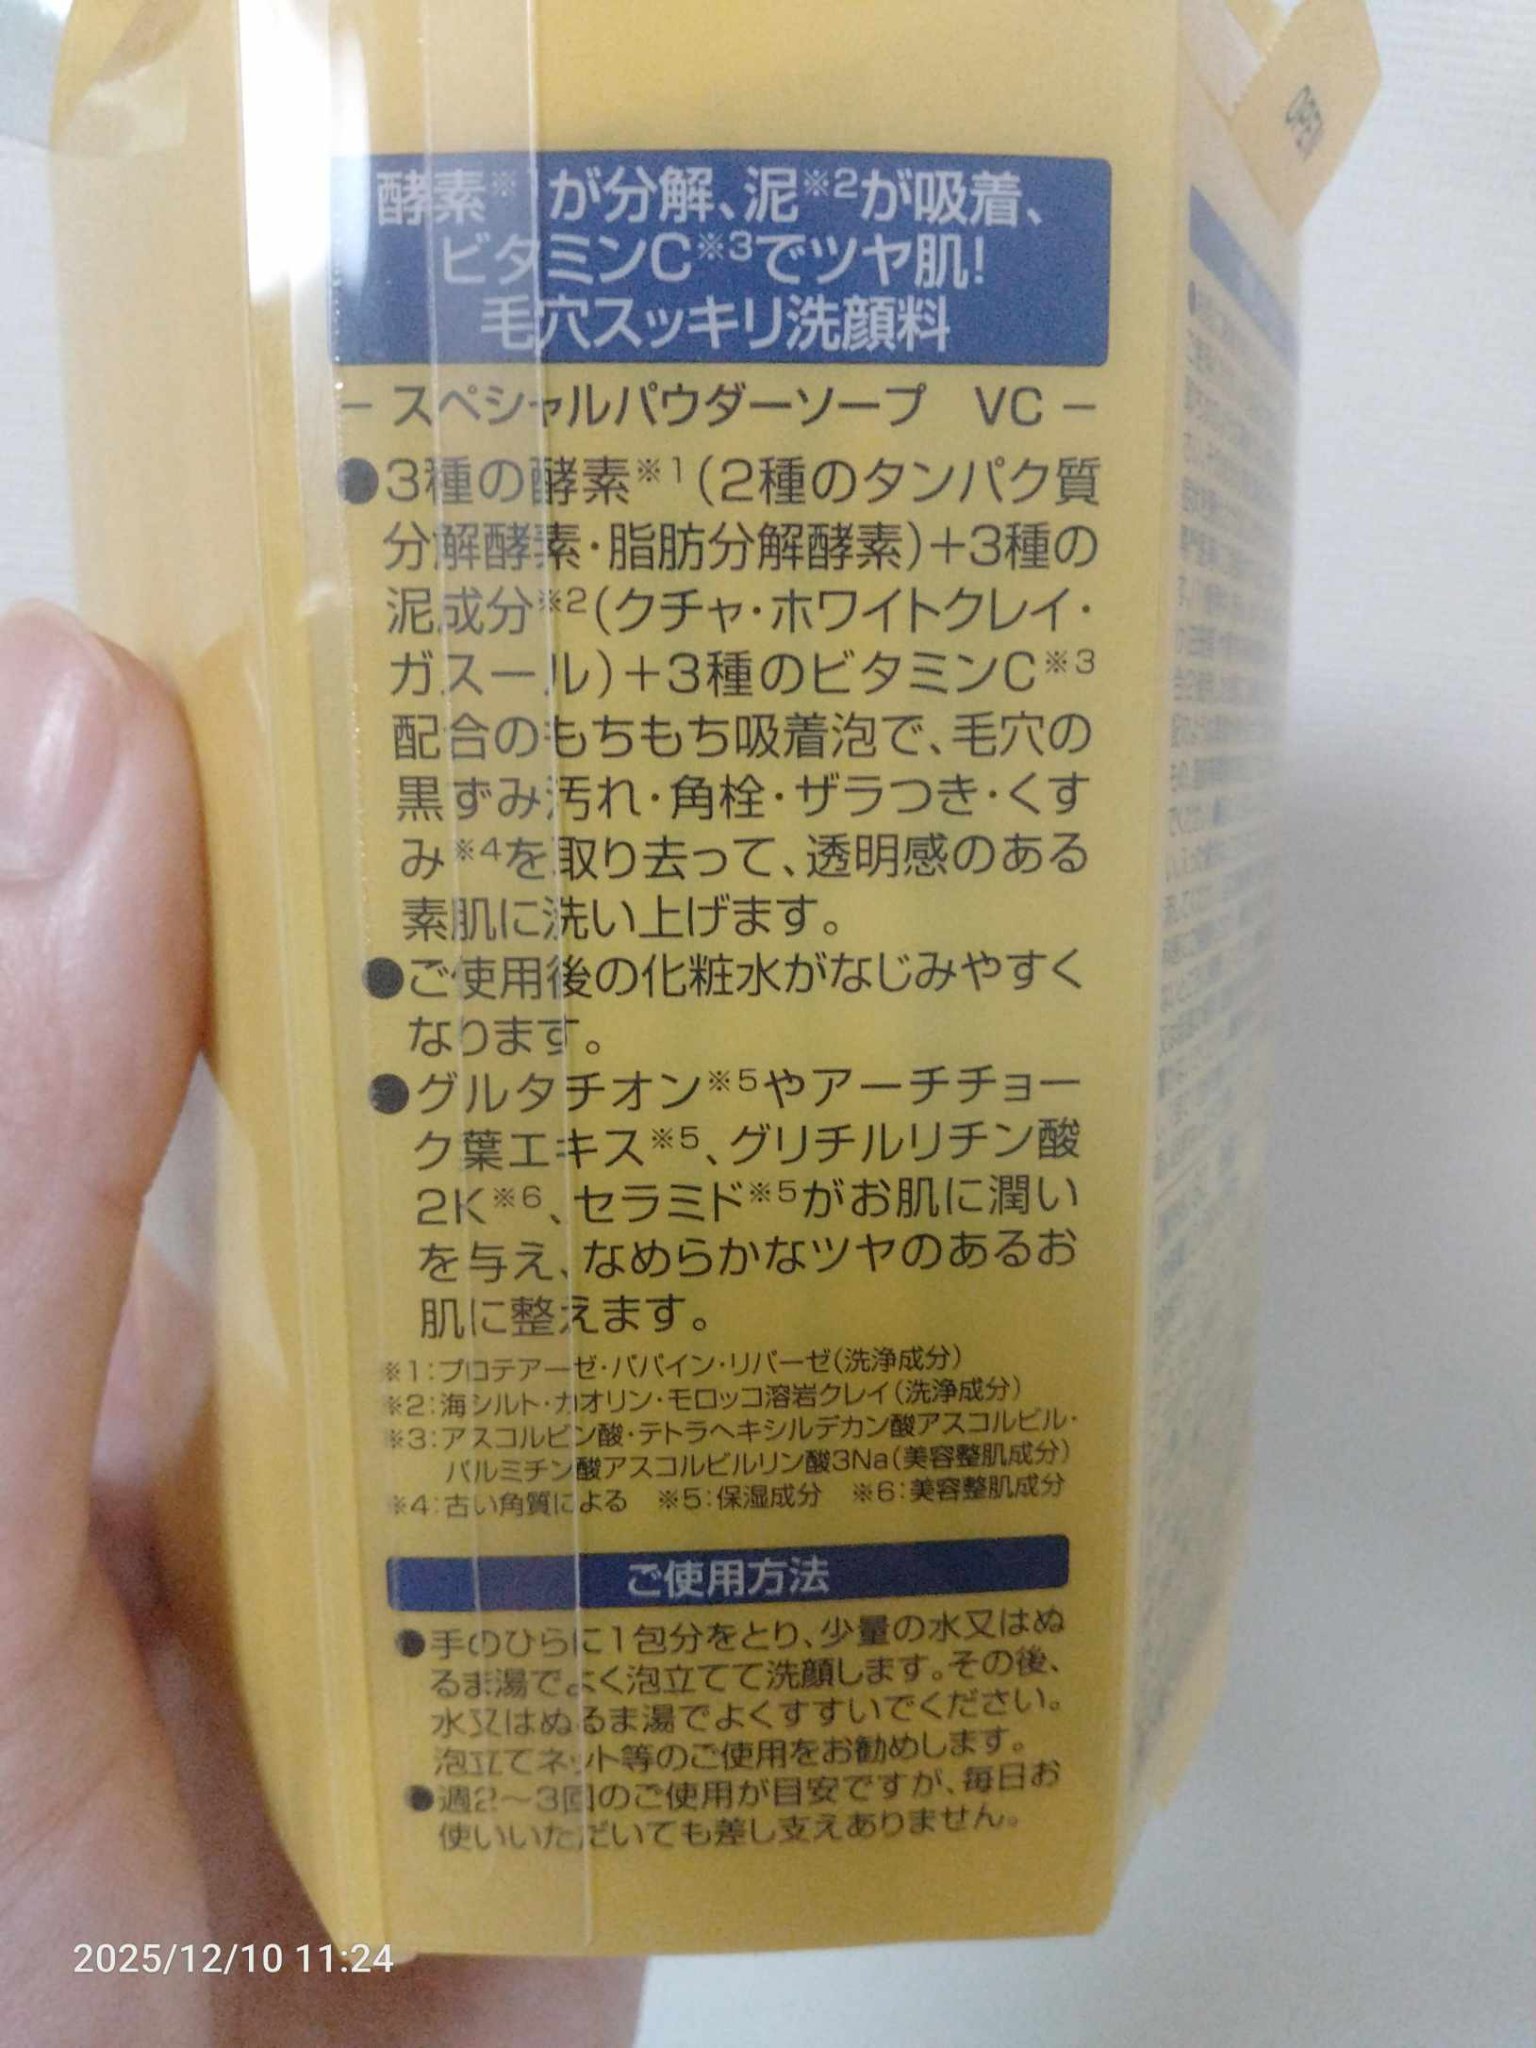 酵素※1が分解、泥※2が吸着、
ビタミンC※3でツヤ肌!
毛穴スッキリ洗顔料
− スペシャルパウダーソープ VC −
●3種の酵素※1(2種のタンパク質
分解酵素・脂肪分解酵素)+3種の
泥成分※2(クチャ・ホワイトクレイ・
ガスール)+3種のビタミンC※3
配合のもちもち吸着泡で、毛穴の
黒ずみ汚れ・角栓・ザラつき・くす
み※4を取り去って、透明感のある
素肌に洗い上げます。
●ご使用後の化粧水がなじみやすく
なります。
●グルタチオン※5やアーチチョー
ク葉エキス※5、グリチルリチン酸
2K※6、セラミド※5がお肌に潤い
を与え、なめらかなツヤのあるお
肌に整えます。
※1:プロテアーゼ・パパイン・リパーゼ(洗浄成分)
※2:海シルト・カオリン・モロッコ溶岩クレイ(洗浄成分)
※3:アスコルビン酸・テトラヘキシルデカン酸アスコルビル・
パルミチン酸アスコルビルリン酸3Na(美容整肌成分)
※4:古い角質による ※5:保湿成分 ※6:美容整肌成分
ご使用方法
●手のひらに1包分をとり、少量の水又はぬ
るま湯でよく泡立てて洗顔します。その後、
水又はぬるま湯でよくすすいでください。
泡立てネット等のご使用をお勧めします。
●週2〜3回のご使用が目安ですが、毎日お
使いいただいても差し支えありません。
2025/12/10 11:24